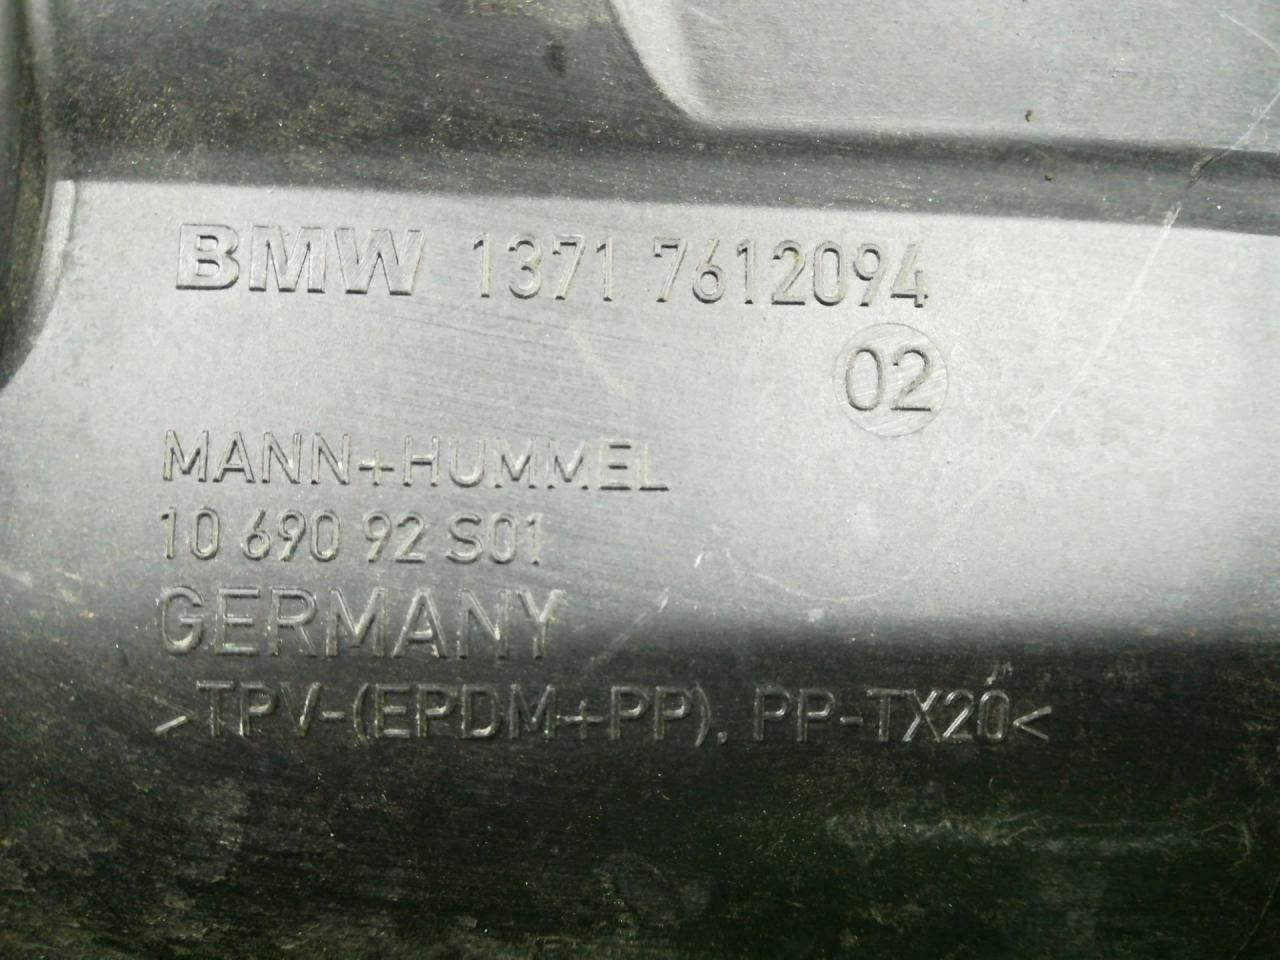 BMW 1371 7612094
02
MANN+HUMMEL
10 690 92 S01
GERMANY
>TPV-(EPDM+PP), PP-TX20<